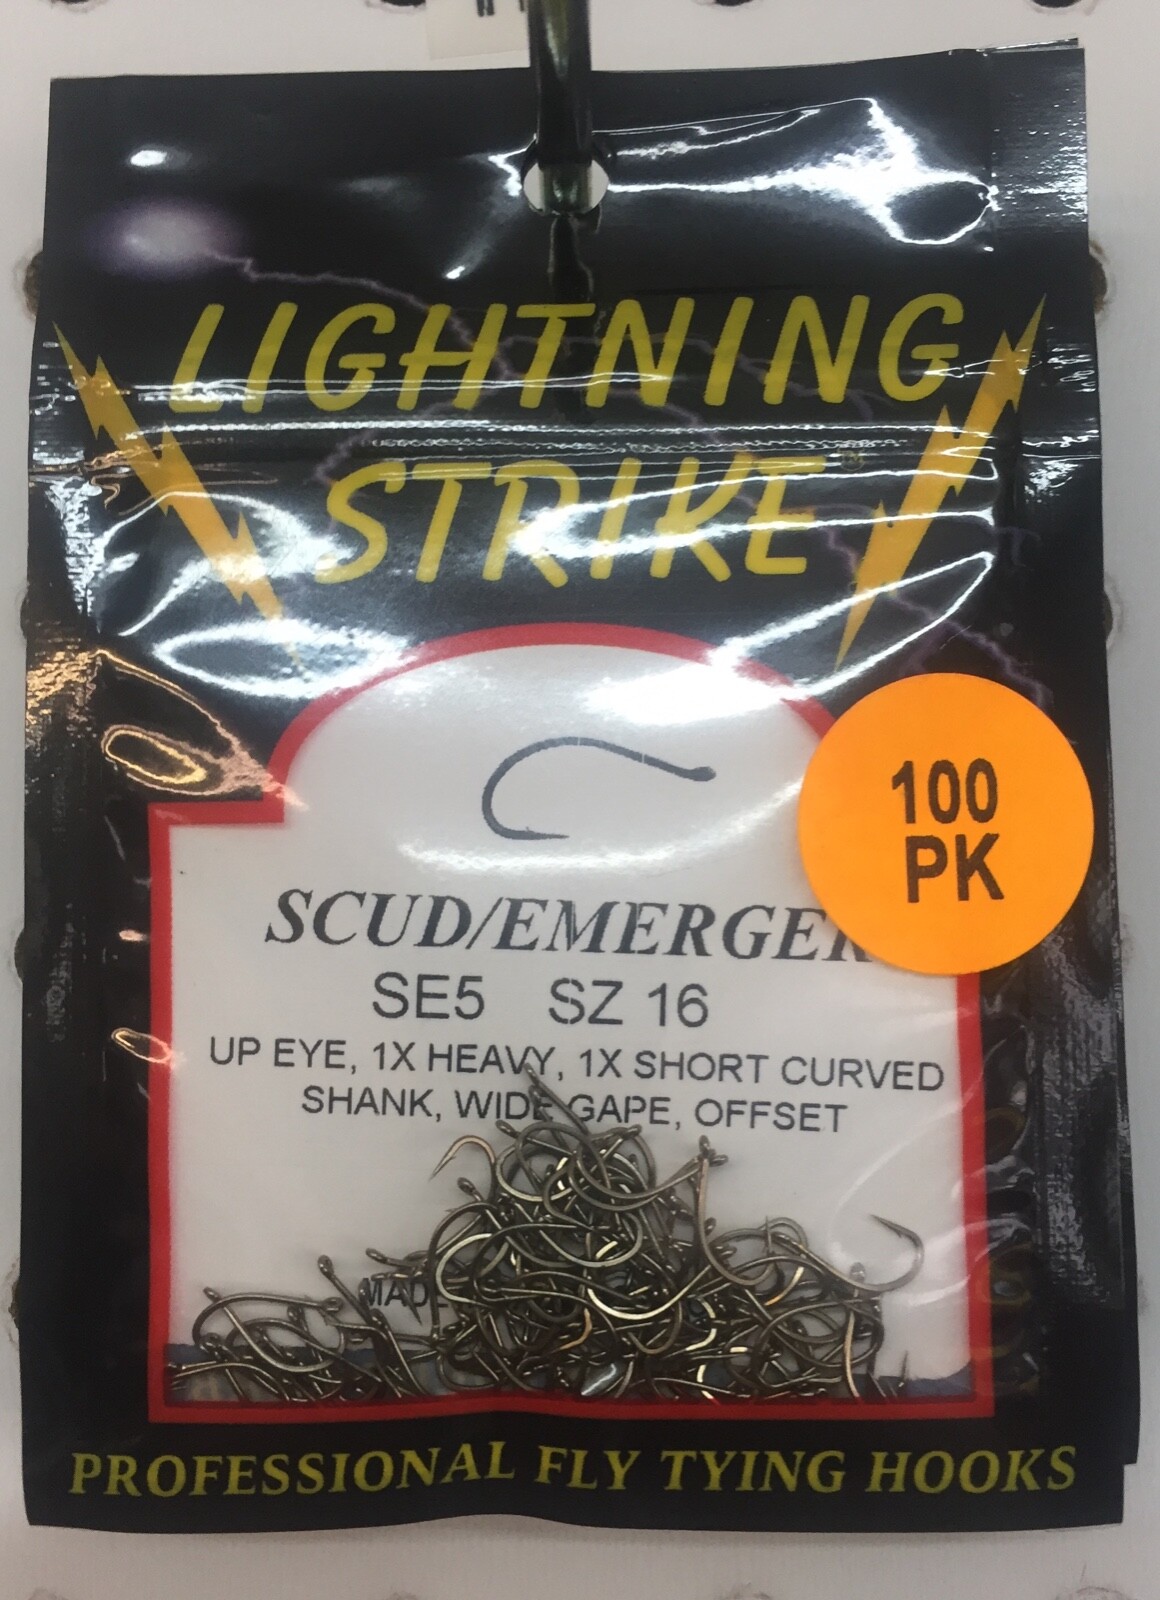 LIGHTNING
STRIKE
100
PK
SCUD/EMERGER
SE5 SZ 16
UP EYE, 1X HEAVY, 1X SHORT CURVED
SHANK, WIDE GAPE, OFFSET
MADE
PROFESSIONAL FLY TYING HOOKS